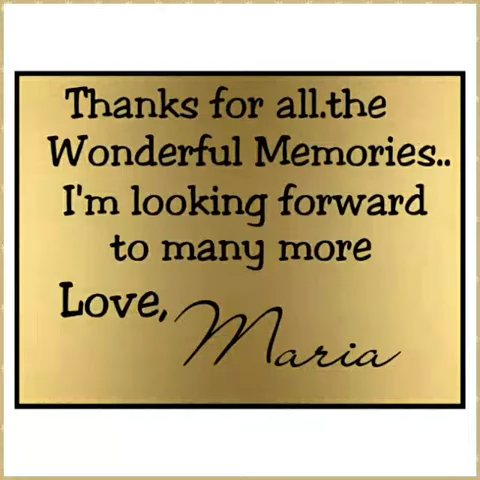 Thanks for all.the
Wonderful Memories..
I'm looking forward
to many more
Love, Maria